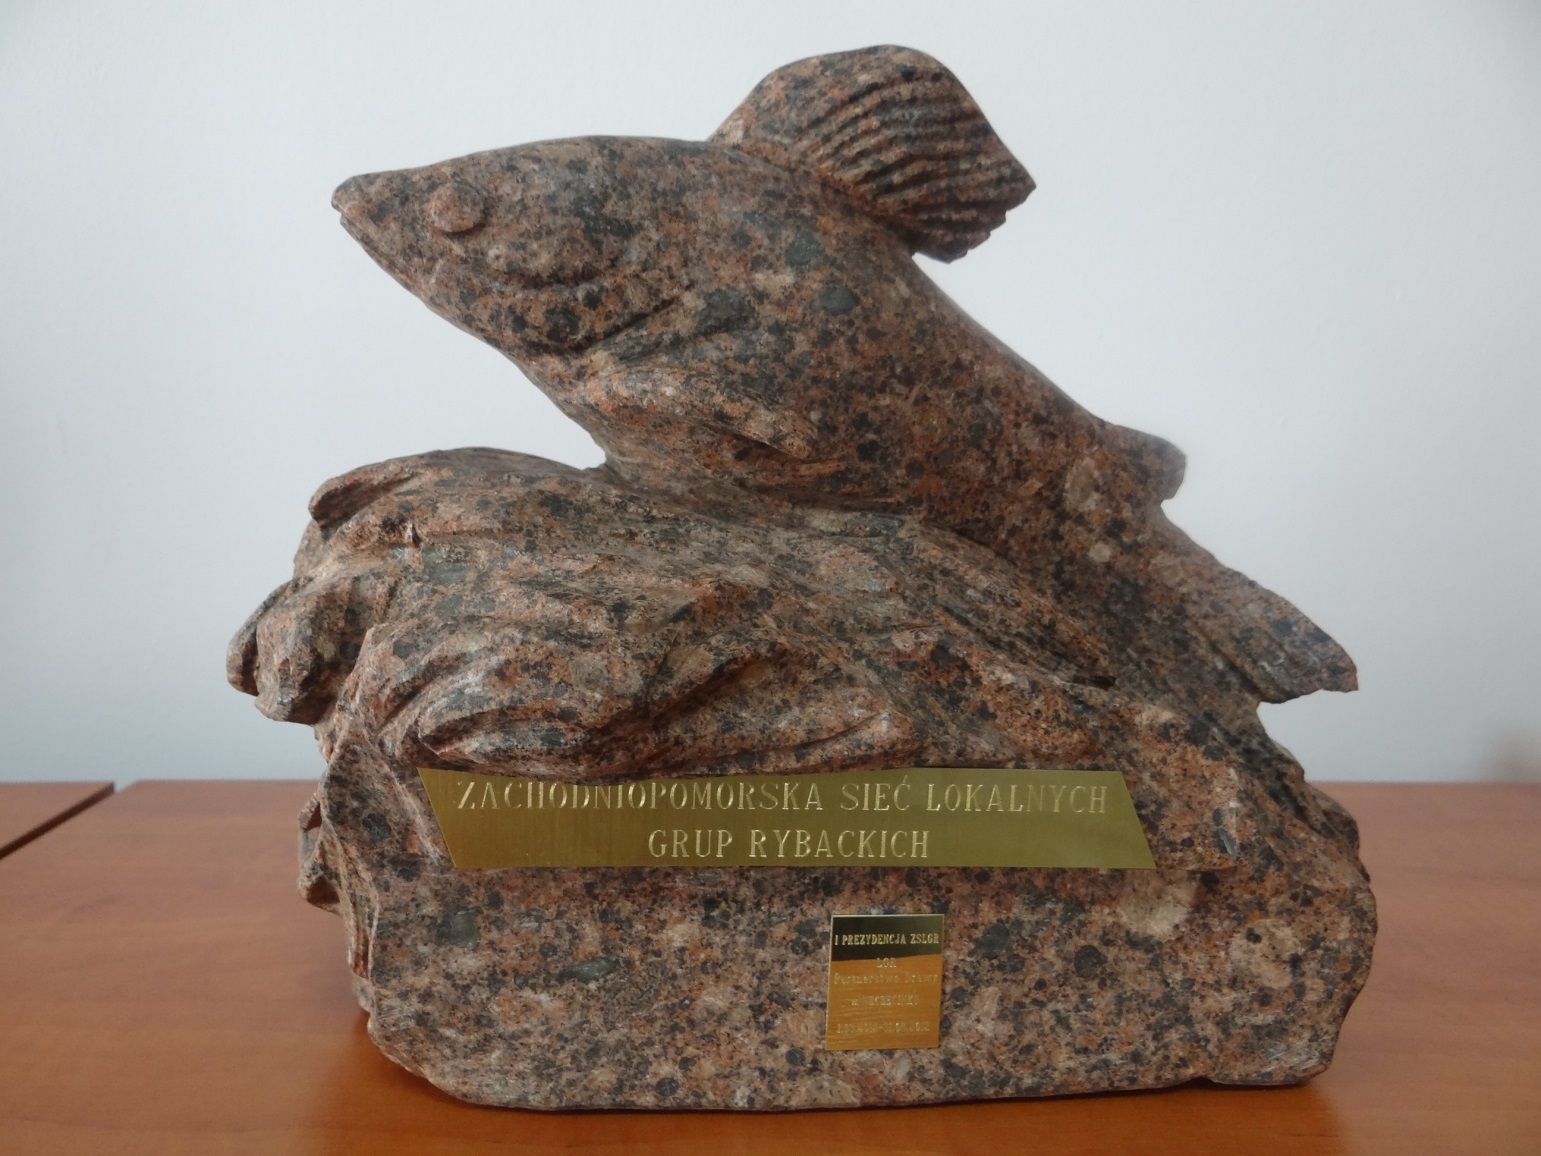 ZACHODNIOPOMORSKA SIEĆ LOKALNYCH
GRUP RYBACKICH
I PREZYDENCJA ZSLGR
LGR